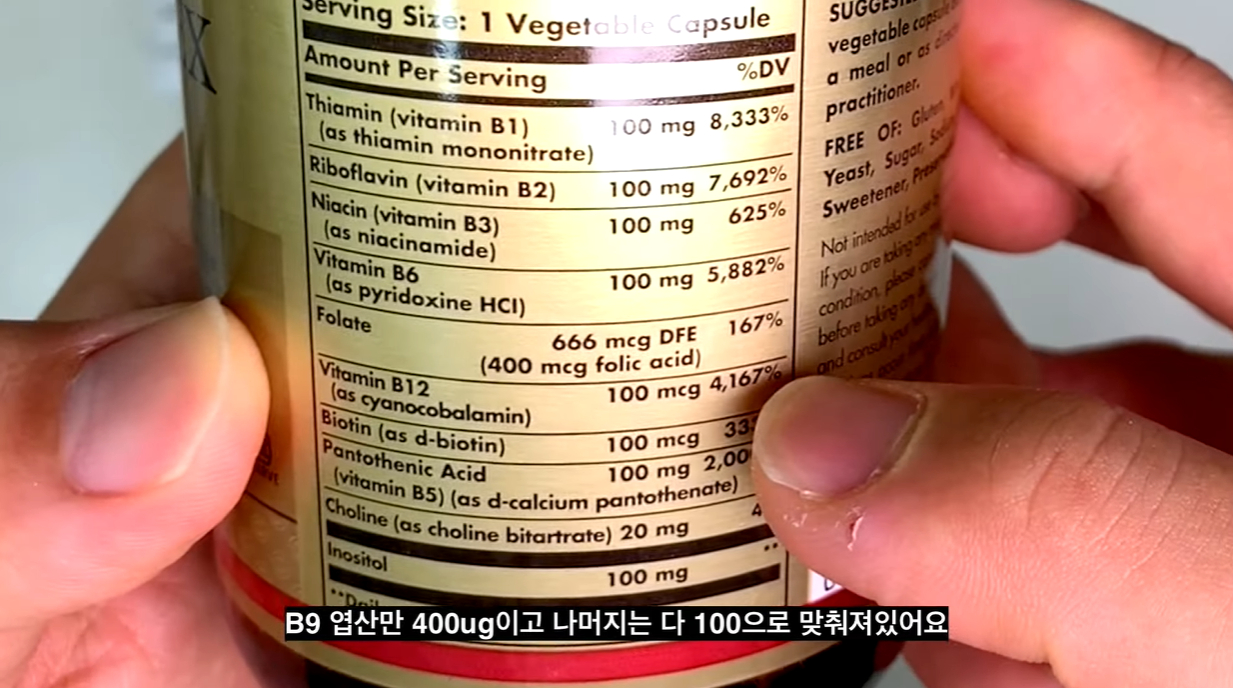 Serving Size: 1 Vegetable Capsule
Amount Per Serving %DV
Thiamin (vitamin B1) 100 mg 8,333%
(as thiamin mononitrate)
Riboflavin (vitamin B2) 100 mg 7,692%
Niacin (vitamin B3) 100 mg 625%
(as niacinamide)
Vitamin B6 100 mg 5,882%
(as pyridoxine HCl)
Folate 666 mcg DFE 167%
(400 mcg folic acid)
Vitamin B12 100 mcg 4,167%
(as cyanocobalamin)
Biotin (as d-biotin) 100 mcg
Pantothenic Acid 100 mg
(vitamin B5) (as d-calcium pantothenate)
Choline (as choline bitartrate) 20 mg
Inositol 100 mg **
vegetable capsule
a meal or as
practitioner.
FREE OF: Gluten,
Yeast, Sugar,
Sweetener,
Not intended for use
If you are taking any
condition, please
before taking any
and consult your
B9 엽산만 400ug이고 나머지는 다 100으로 맞춰져있어요